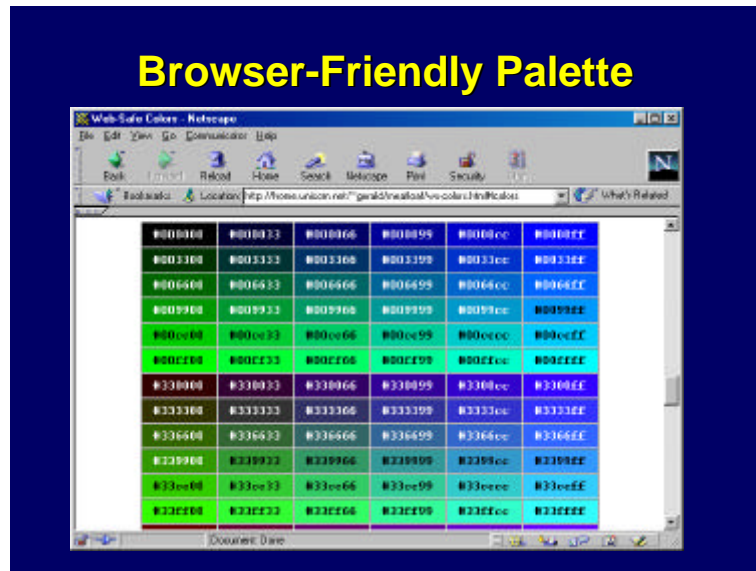 Browser-Friendly Palette
Web-Safe Colors - Netscape
File Edit View Go Communicator Help
Back Forward Reload Home Search Netscape Print Security
N
Bookmarks Location: What's Related
#000000 #000033 #000066 #000099 #0000cc #0000ff
#003300 #003333 #003366 #003399 #0033cc #0033ff
#006600 #006633 #006666 #006699 #0066cc #0066ff
#009900 #009933 #009966 #009999 #0099cc #0099ff
#00cc00 #00cc33 #00cc66 #00cc99 #00cccc #00ccff
#00ff00 #00ff33 #00ff66 #00ff99 #00ffcc #00ffff
#330000 #330033 #330066 #330099 #3300cc #3300ff
#333300 #333333 #333366 #333399 #3333cc #3333ff
#336600 #336633 #336666 #336699 #3366cc #3366ff
#339900 #339933 #339966 #339999 #3399cc #3399ff
#33cc00 #33cc33 #33cc66 #33cc99 #33cccc #33ccff
#33ff00 #33ff33 #33ff66 #33ff99 #33ffcc #33ffff
Document: Done